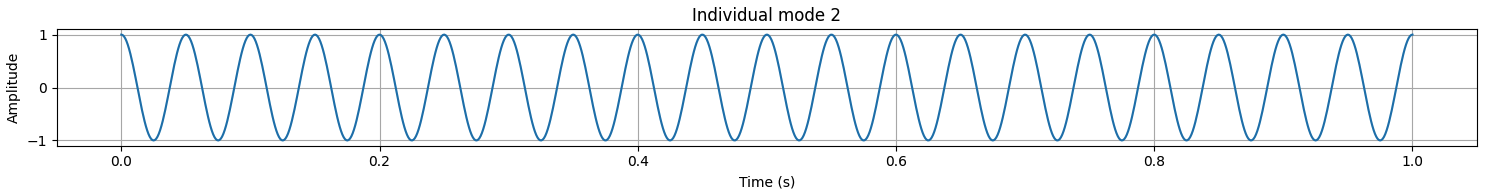 Individual mode 2
Amplitude
1
0
−1
0.0 0.2 0.4 0.6 0.8 1.0
Time (s)